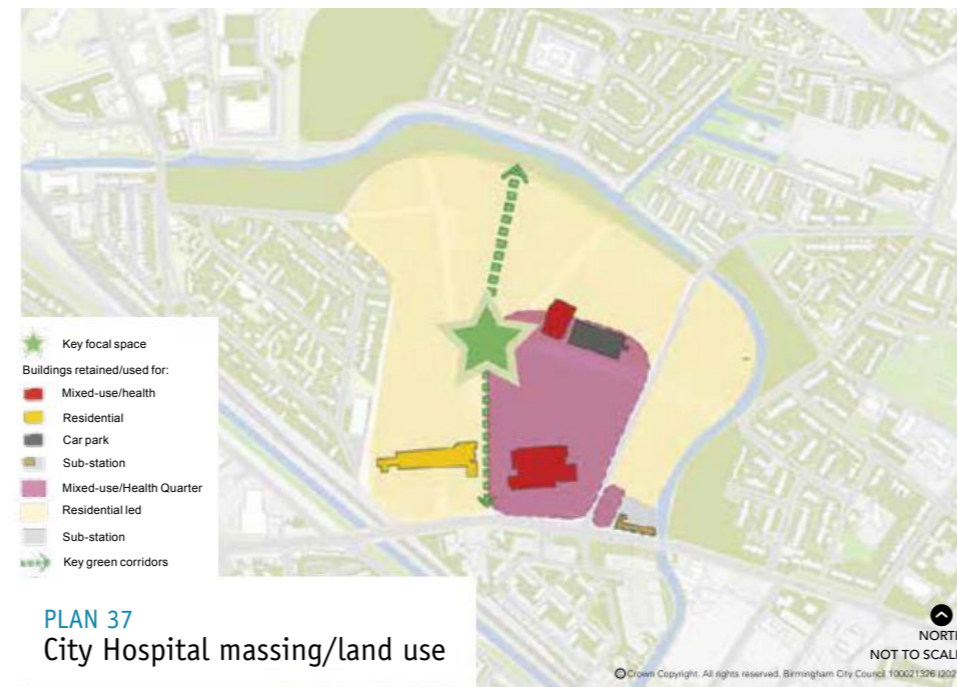 Key focal space
Buildings retained/used for:
Mixed-use/health
Residential
Car park
Sub-station
Mixed-use/Health Quarter
Residential led
Sub-station
Key green corridors
PLAN 37
City Hospital massing/land use
NORTH
NOT TO SCALE
© Crown Copyright. All rights reserved. Birmingham City Council 100021326 (202